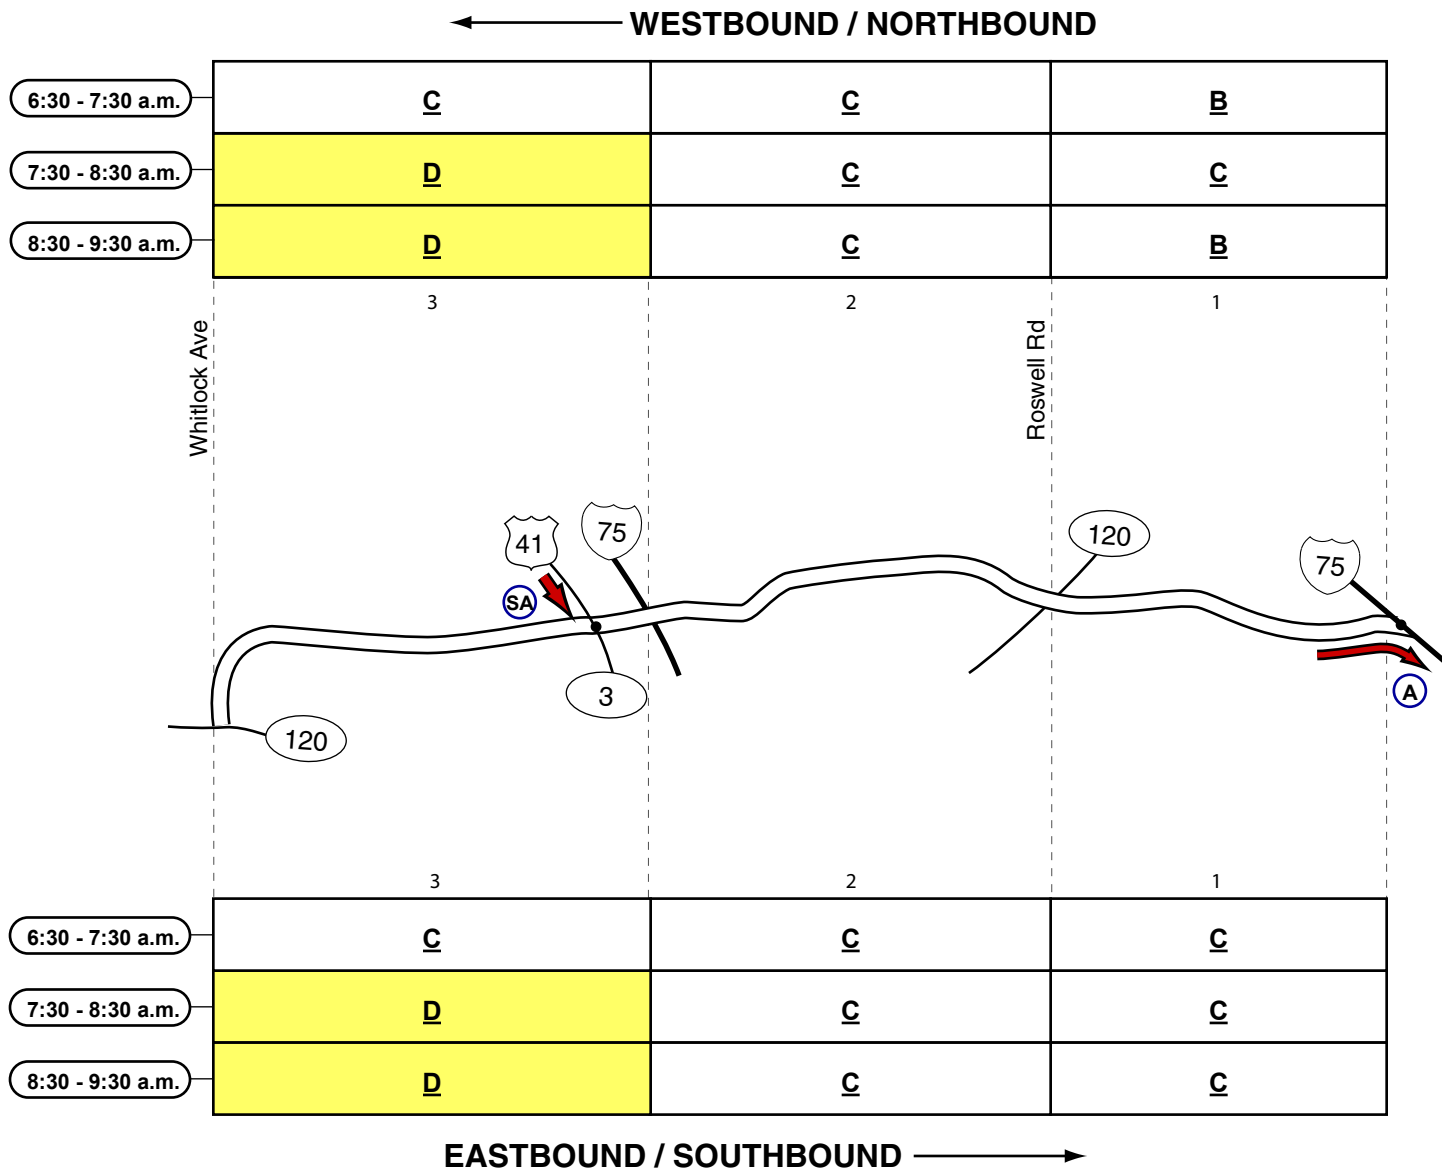 WESTBOUND / NORTHBOUND
6:30 - 7:30 a.m. C C B
7:30 - 8:30 a.m. D C C
8:30 - 9:30 a.m. D C B
3 2 1
Whitlock Ave
Roswell Rd
41
75
120
75
SA
3
A
120
3 2 1
6:30 - 7:30 a.m. C C C
7:30 - 8:30 a.m. D C C
8:30 - 9:30 a.m. D C C
EASTBOUND / SOUTHBOUND